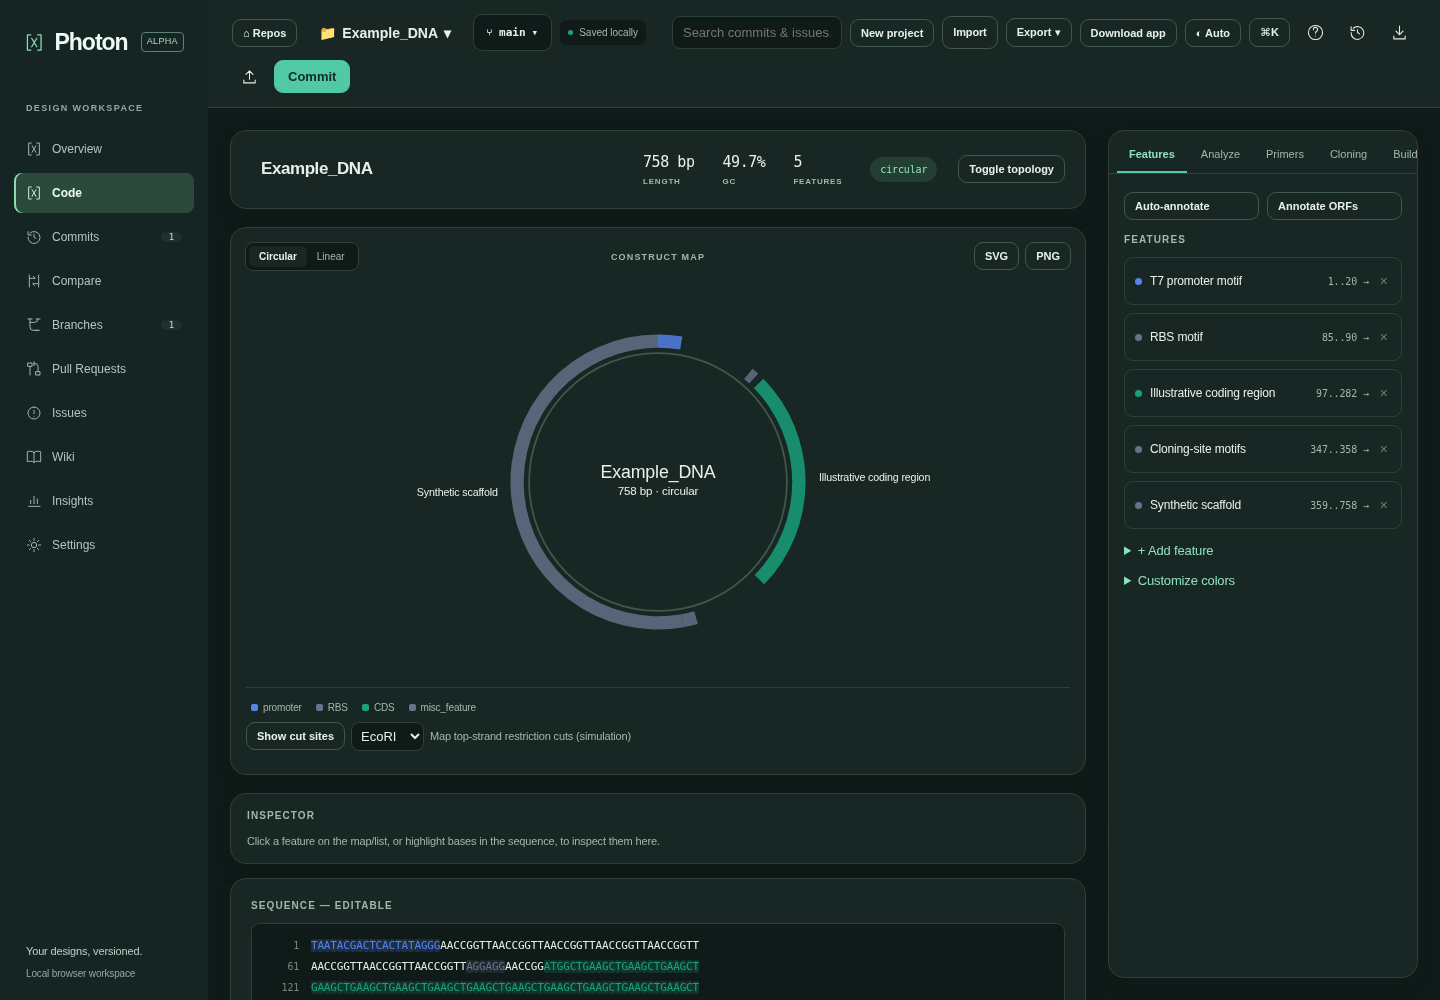 Photon ALPHA
DESIGN WORKSPACE
Overview
Code
Commits 1
Compare
Branches 1
Pull Requests
Issues
Wiki
Insights
Settings
Your designs, versioned.
Local browser workspace
⌂ Repos
📁 Example_DNA ▾
⑂ main ▾
Saved locally
Search commits & issues
New project
Import
Export ▾
Download app
◐ Auto
⌘K
Commit
Example_DNA
758 bp
LENGTH
49.7%
GC
5
FEATURES
circular
Toggle topology
Circular
Linear
CONSTRUCT MAP
SVG
PNG
Synthetic scaffold
Example_DNA
758 bp · circular
Illustrative coding region
promoter RBS CDS misc_feature
Show cut sites
EcoRI
Map top-strand restriction cuts (simulation)
INSPECTOR
Click a feature on the map/list, or highlight bases in the sequence, to inspect them here.
SEQUENCE — EDITABLE
1 TAATACGACTCACTATAGGGAACCGGTTAACCGGTTAACCGGTTAACCGGTTAACCGGTT
61 AACCGGTTAACCGGTTAACCGGTTAGGAGGAACCGGATGGCTGAAGCTGAAGCTGAAGCT
121 GAAGCTGAAGCTGAAGCTGAAGCTGAAGCTGAAGCTGAAGCTGAAGCTGAAGCTGAAGCT
Features
Analyze
Primers
Cloning
Build
Auto-annotate
Annotate ORFs
FEATURES
T7 promoter motif 1..20 → ×
RBS motif 85..90 → ×
Illustrative coding region 97..282 → ×
Cloning-site motifs 347..358 → ×
Synthetic scaffold 359..758 → ×
▶ + Add feature
▶ Customize colors